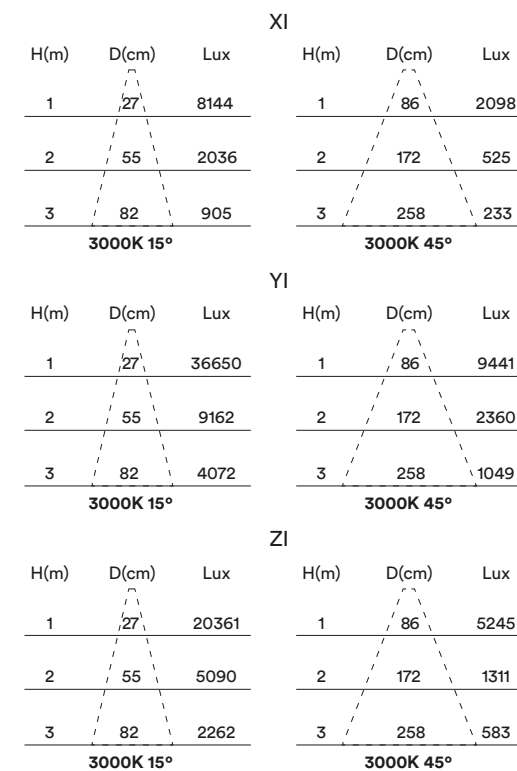 XI
H(m) D(cm) Lux H(m) D(cm) Lux
1 27 8144 1 86 2098
2 55 2036 2 172 525
3 82 905 3 258 233
3000K 15° 3000K 45°
YI
H(m) D(cm) Lux H(m) D(cm) Lux
1 27 36650 1 86 9441
2 55 9162 2 172 2360
3 82 4072 3 258 1049
3000K 15° 3000K 45°
ZI
H(m) D(cm) Lux H(m) D(cm) Lux
1 27 20361 1 86 5245
2 55 5090 2 172 1311
3 82 2262 3 258 583
3000K 15° 3000K 45°